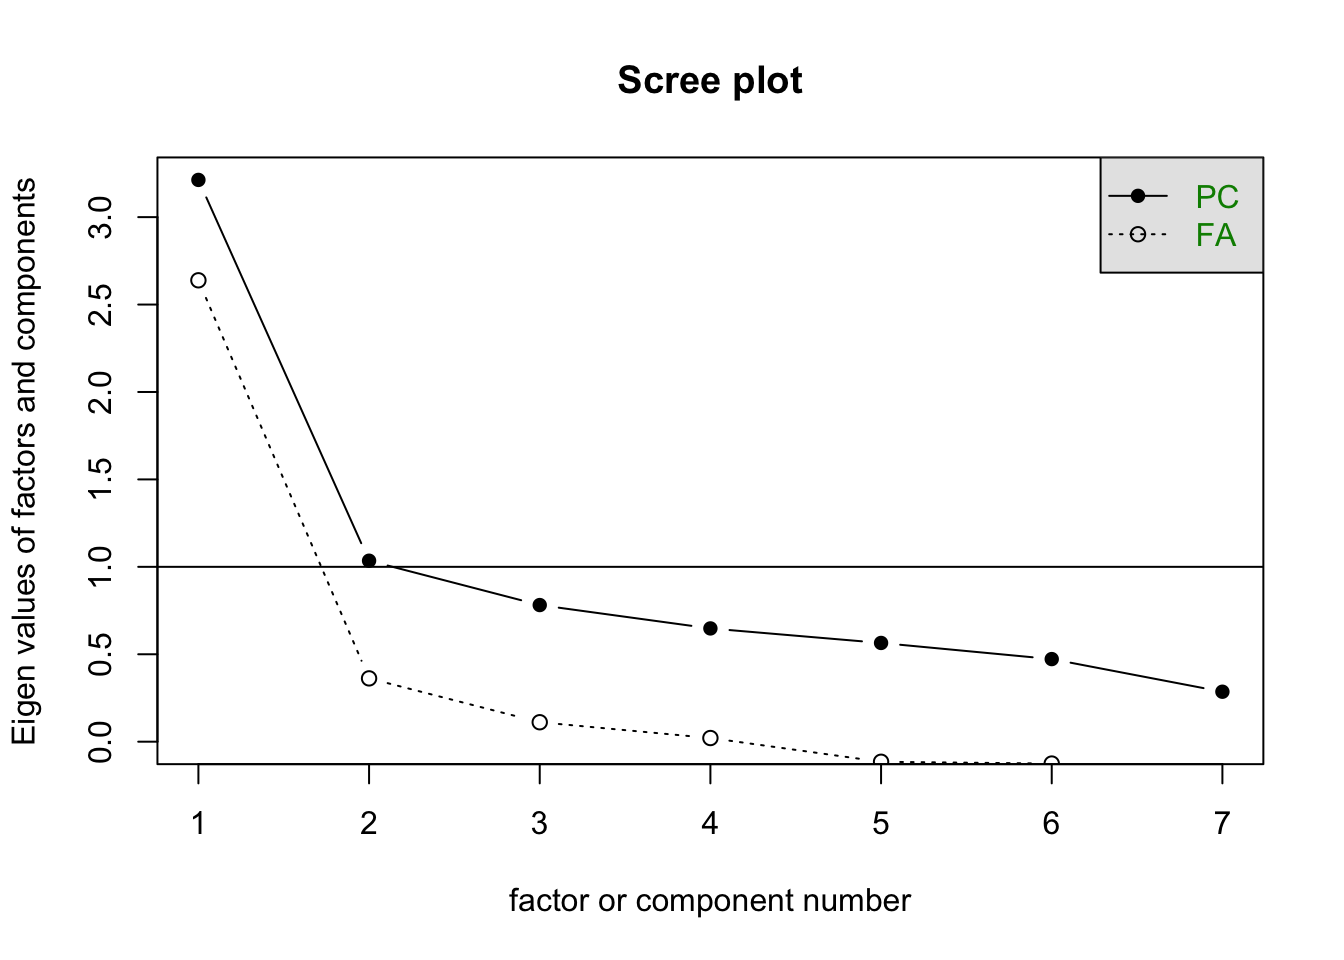 Scree plot
PC
FA
Eigen values of factors and components
3.0
2.5
2.0
1.5
1.0
0.5
0.0
1 2 3 4 5 6 7
factor or component number